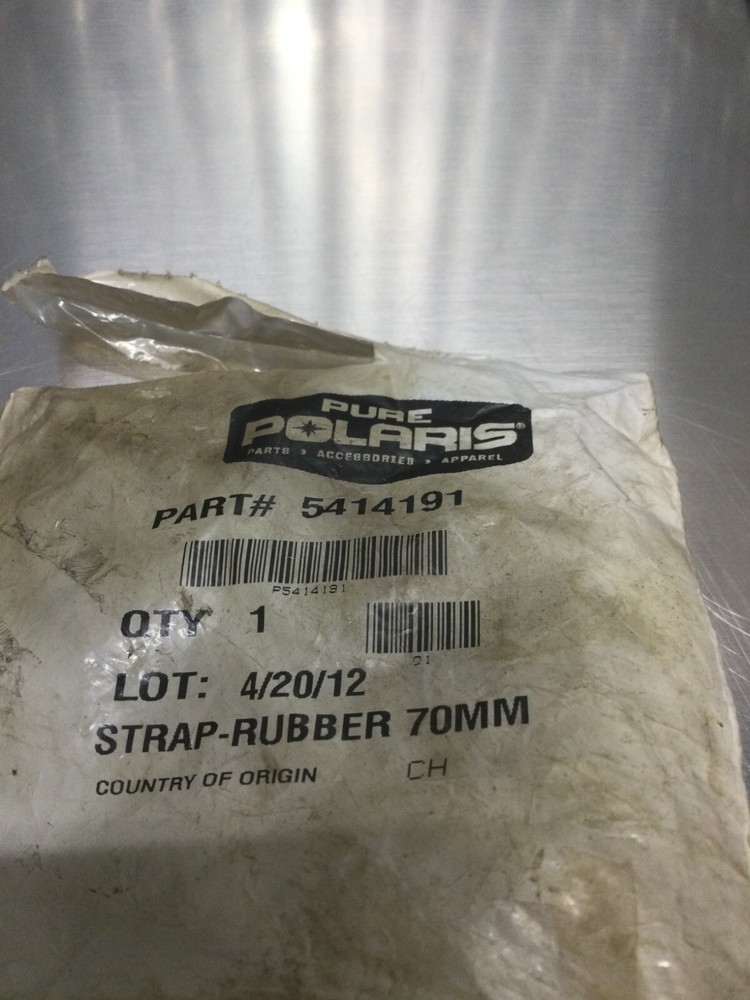 PURE
POLARIS®
PARTS > ACCESSORIES > APPAREL
PART# 5414191
P5414191
QTY 1
Q1
LOT: 4/20/12
STRAP-RUBBER 70MM
COUNTRY OF ORIGIN CH